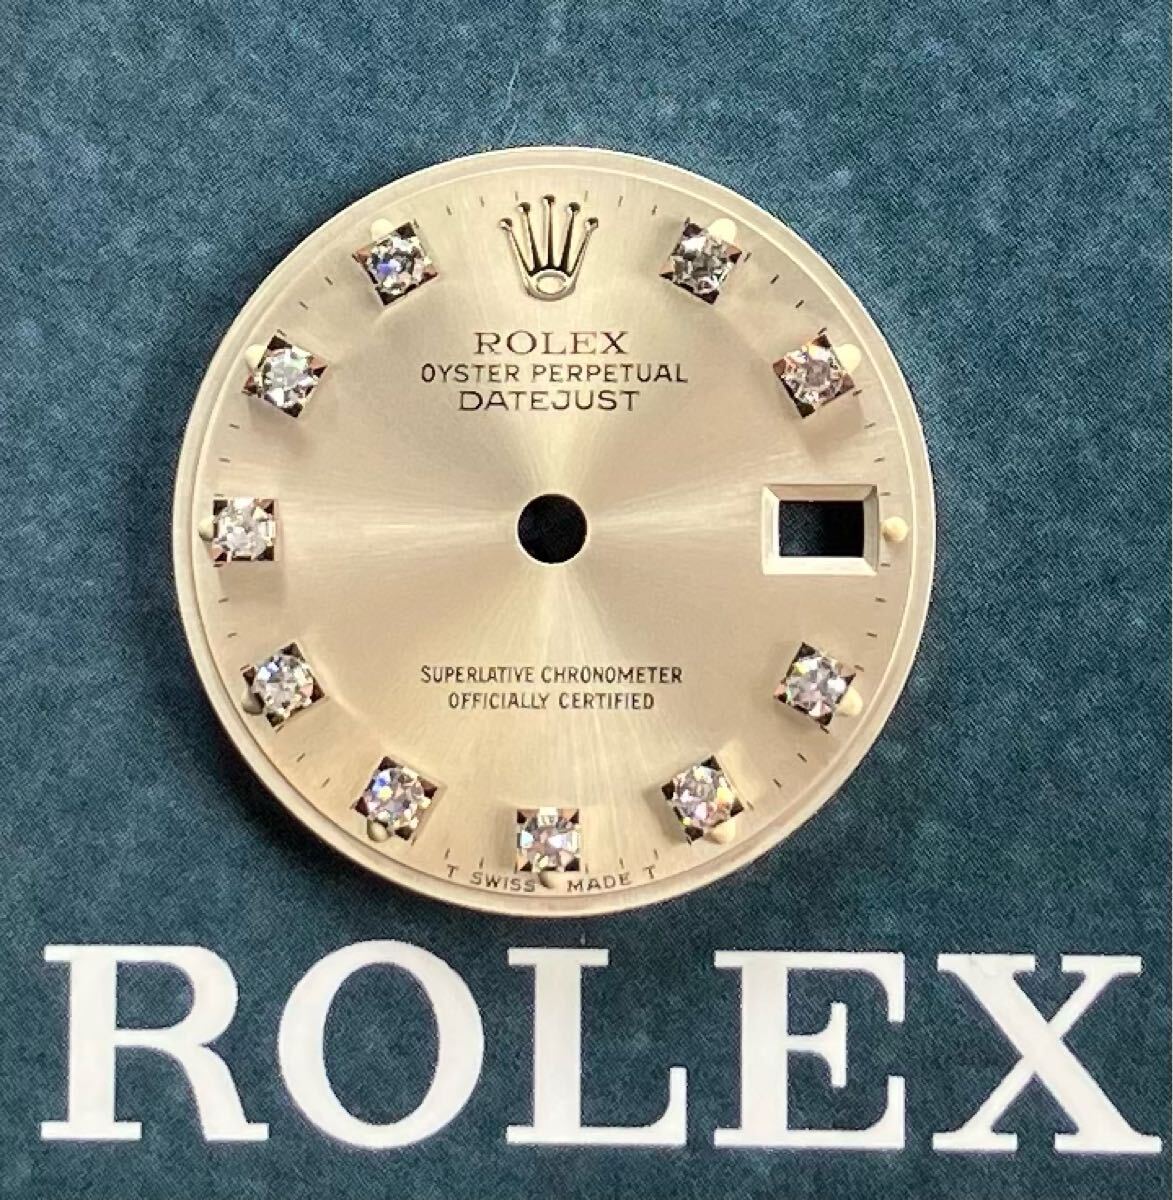 ROLEX
OYSTER PERPETUAL
DATEJUST
SUPERLATIVE CHRONOMETER
OFFICIALLY CERTIFIED
T SWISS MADE T
ROLEX